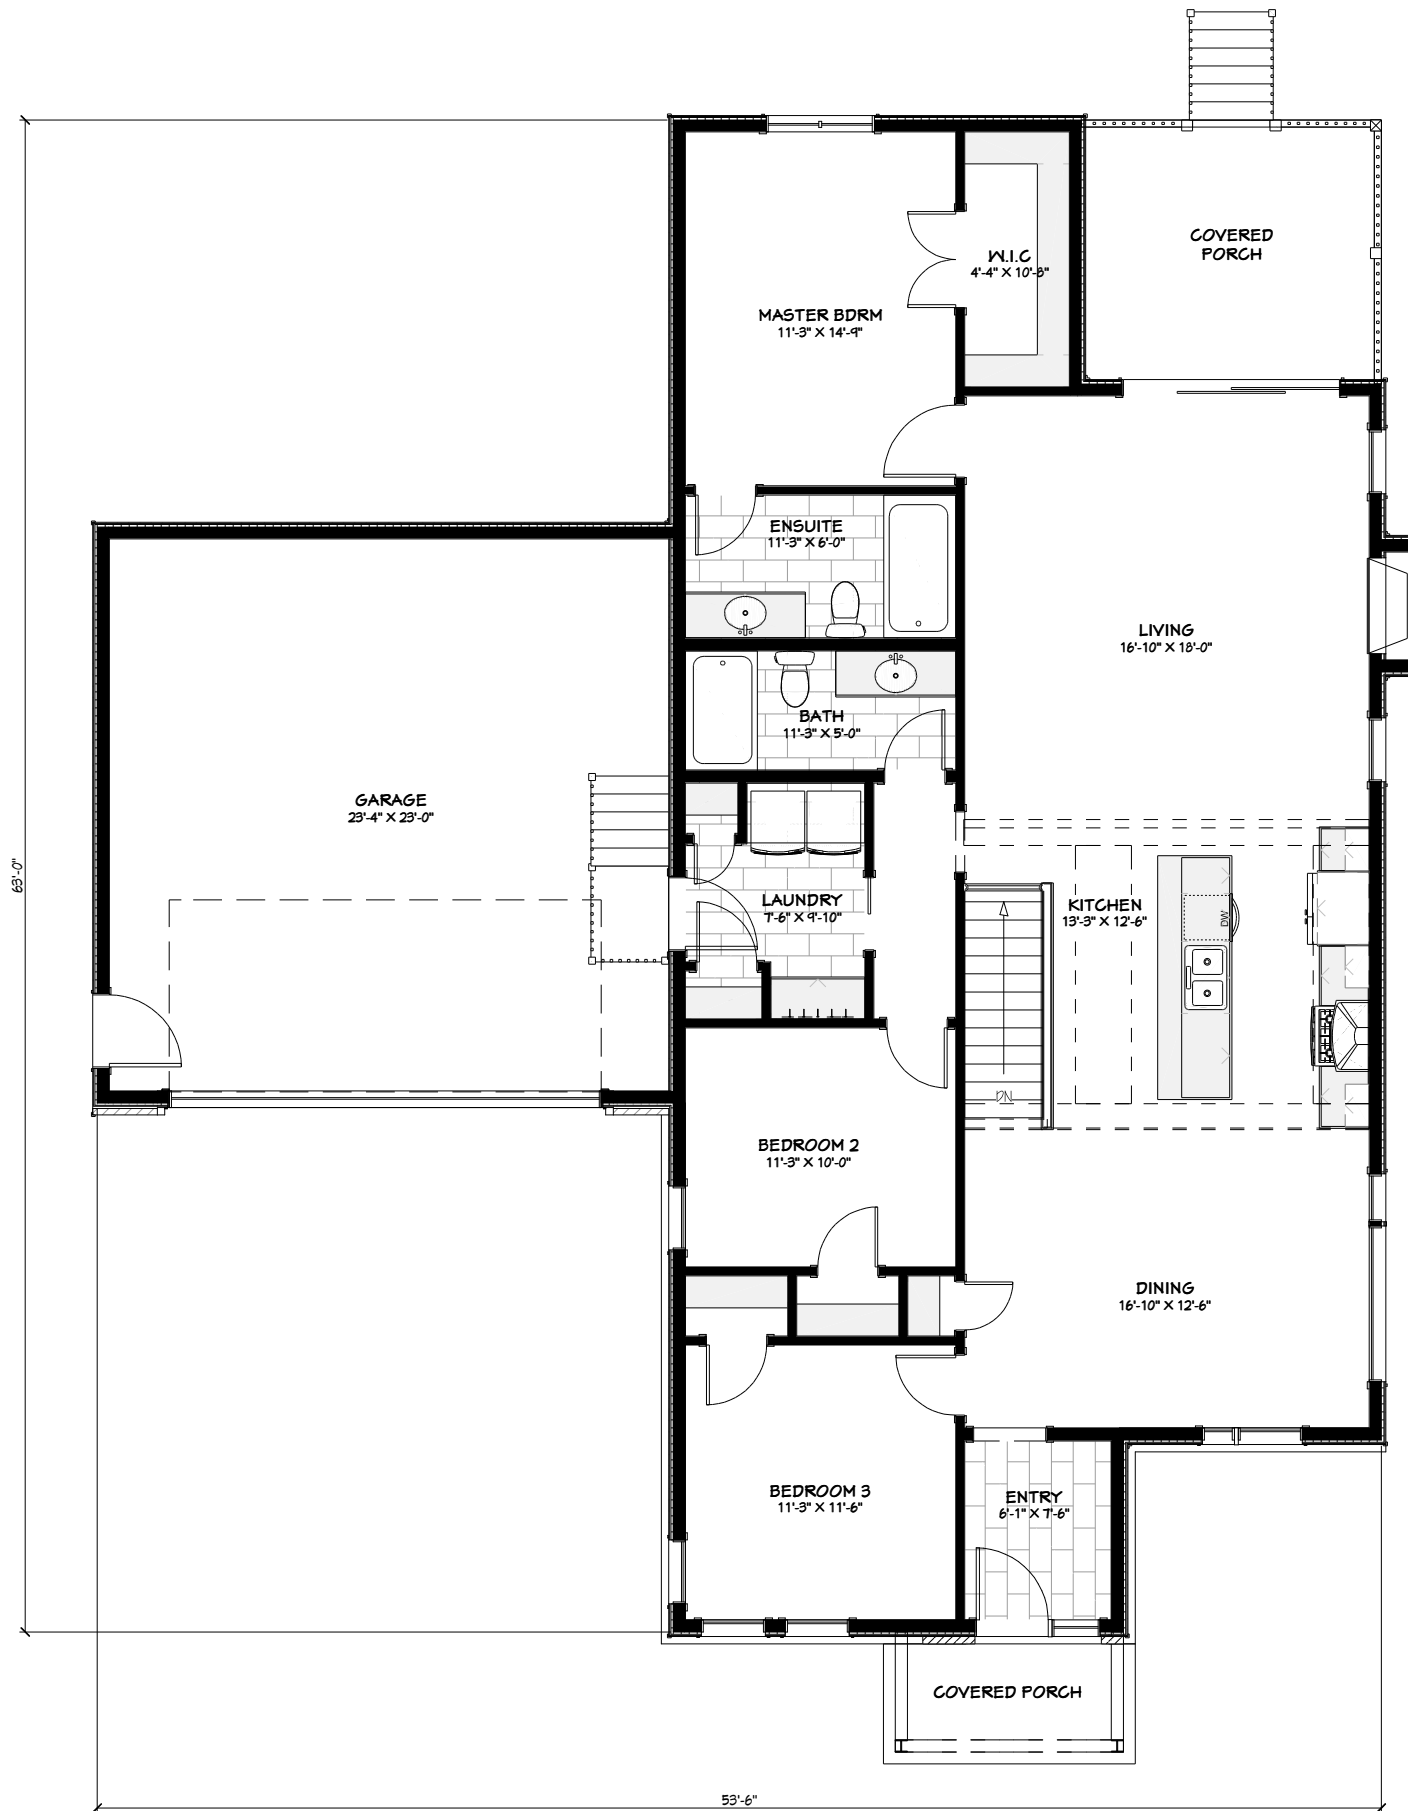 COVERED
PORCH
W.I.C
4'-4" X 10'-8"
MASTER BDRM
11'-3" X 14'-9"
ENSUITE
11'-3" X 6'-0"
LIVING
16'-10" X 18'-0"
BATH
11'-3" X 5'-0"
GARAGE
23'-4" X 23'-0"
63'-0"
LAUNDRY
7'-6" X 9'-10"
KITCHEN
13'-3" X 12'-6"
DW
DN
BEDROOM 2
11'-3" X 10'-0"
DINING
16'-10" X 12'-6"
BEDROOM 3
11'-3" X 11'-6"
ENTRY
6'-1" X 7'-6"
COVERED PORCH
53'-6"